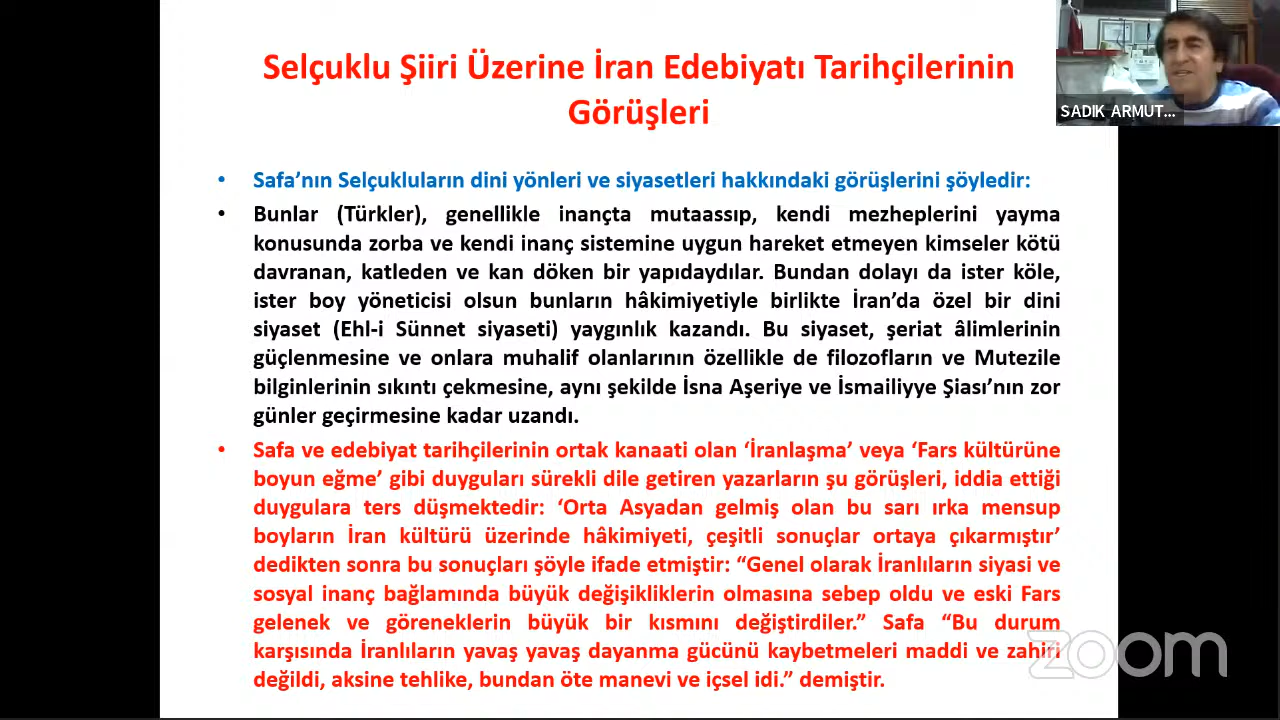 Selçuklu Şiiri Üzerine İran Edebiyatı Tarihçilerinin
Görüşleri
SADIK ARMUT...
• Safa’nın Selçukluların dini yönleri ve siyasetleri hakkındaki görüşlerini şöyledir:
• Bunlar (Türkler), genellikle inançta mutaassıp, kendi mezheplerini yayma
konusunda zorba ve kendi inanç sistemine uygun hareket etmeyen kimseler kötü
davranan, katleden ve kan döken bir yapıdaydılar. Bundan dolayı da ister köle,
ister boy yöneticisi olsun bunların hâkimiyetiyle birlikte İran’da özel bir dini
siyaset (Ehl-i Sünnet siyaseti) yaygınlık kazandı. Bu siyaset, şeriat âlimlerinin
güçlenmesine ve onlara muhalif olanlarının özellikle de filozofların ve Mutezile
bilginlerinin sıkıntı çekmesine, aynı şekilde İsna Aşeriye ve İsmailiyye Şiası’nın zor
günler geçirmesine kadar uzandı.
• Safa ve edebiyat tarihçilerinin ortak kanaati olan ‘İranlaşma’ veya ‘Fars kültürüne
boyun eğme’ gibi duyguları sürekli dile getiren yazarların şu görüşleri, iddia ettiği
duygulara ters düşmektedir: ‘Orta Asyadan gelmiş olan bu sarı ırka mensup
boyların İran kültürü üzerinde hâkimiyeti, çeşitli sonuçlar ortaya çıkarmıştır’
dedikten sonra bu sonuçları şöyle ifade etmiştir: “Genel olarak İranlıların siyasi ve
sosyal inanç bağlamında büyük değişikliklerin olmasına sebep oldu ve eski Fars
gelenek ve göreneklerin büyük bir kısmını değiştirdiler.” Safa “Bu durum
karşısında İranlıların yavaş yavaş dayanma gücünü kaybetmeleri maddi ve zahiri
değildi, aksine tehlike, bundan öte manevi ve içsel idi.” demiştir.
zoom